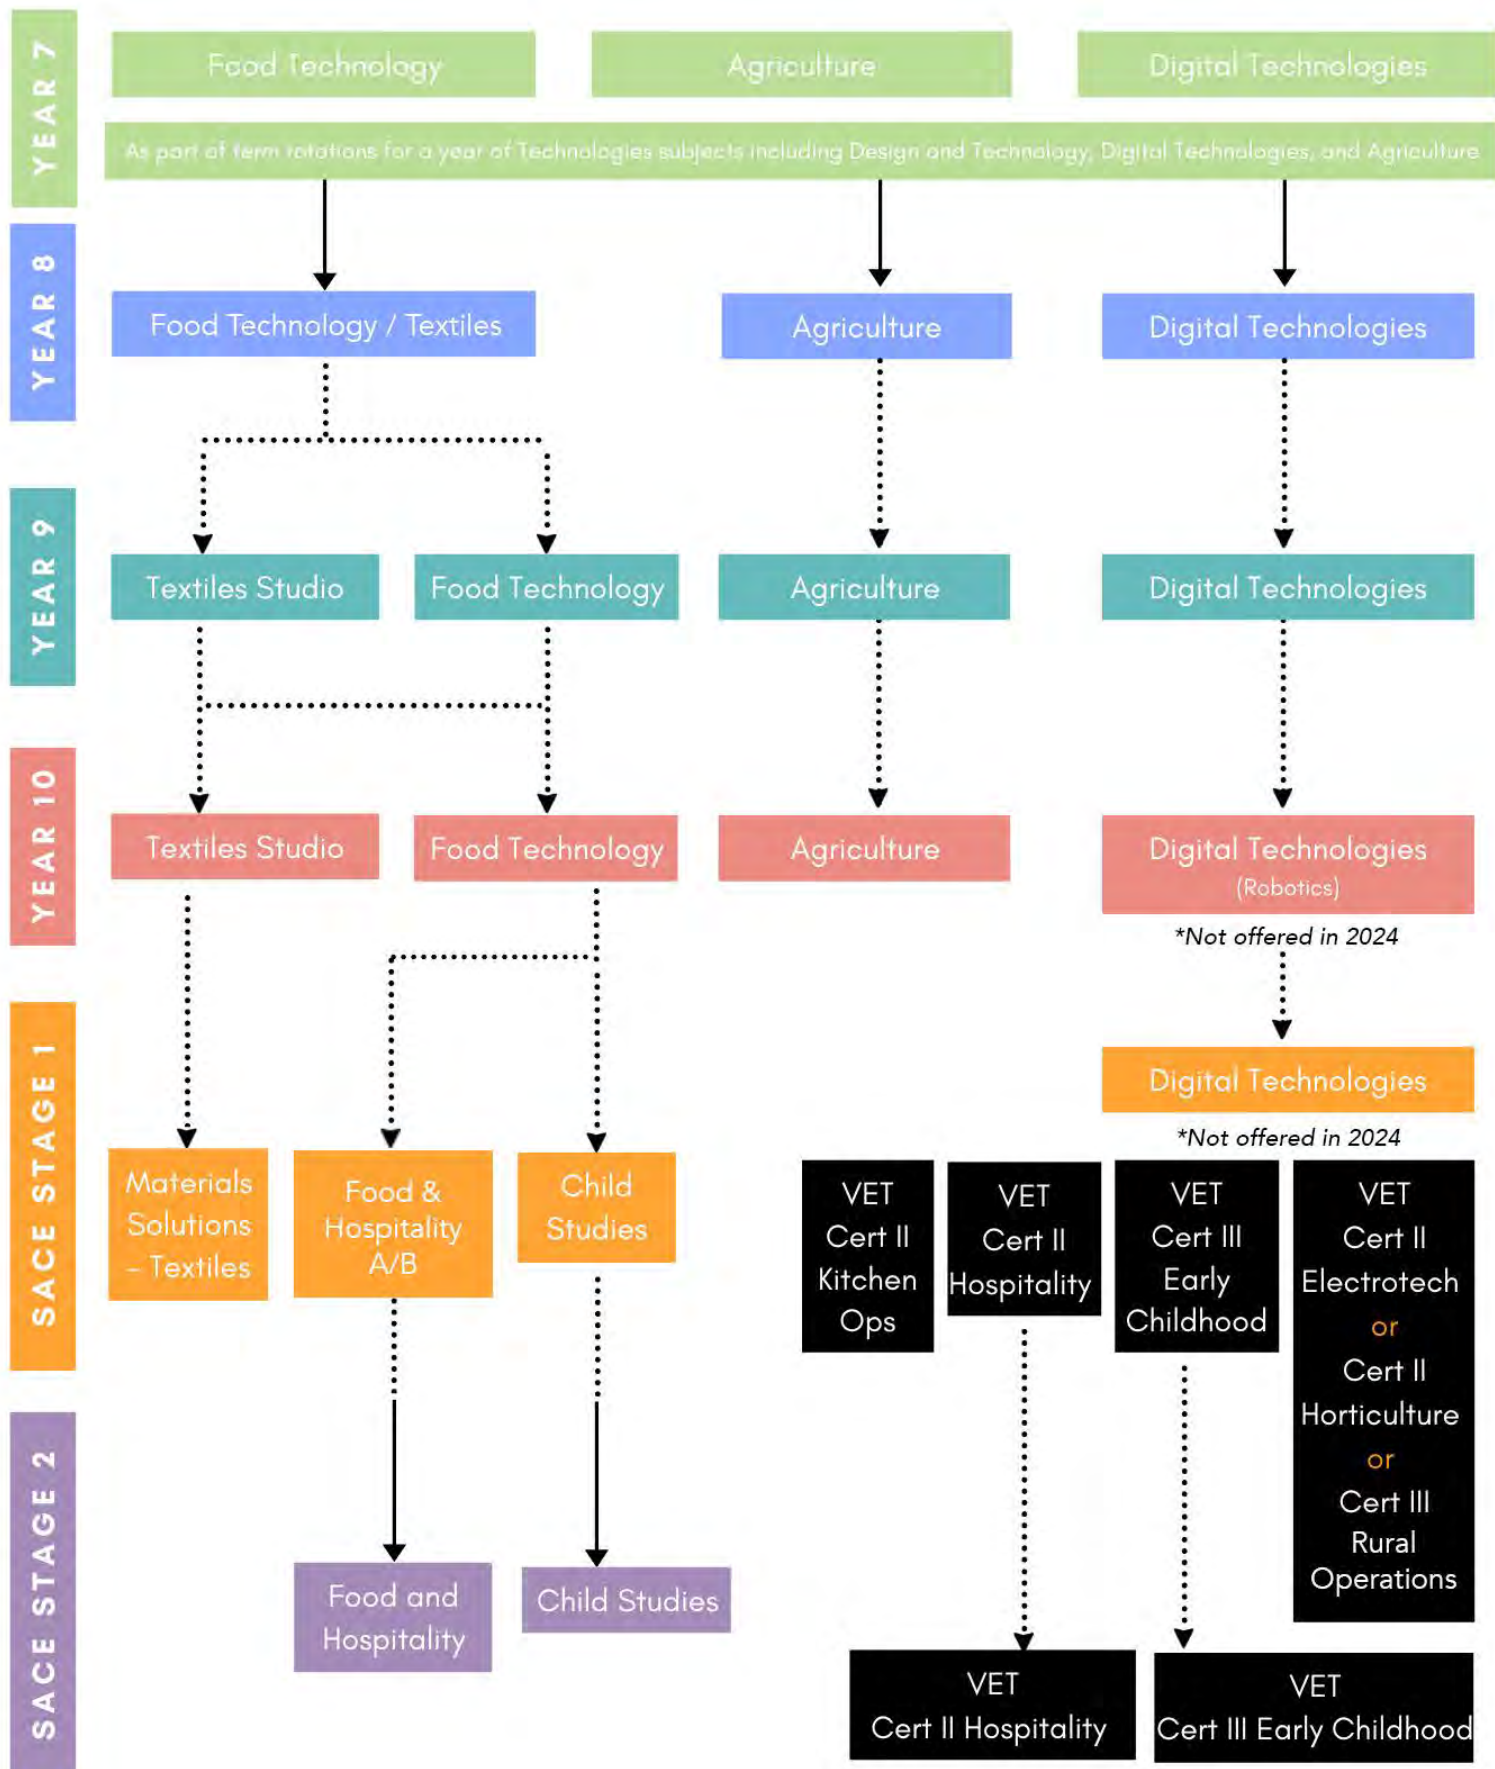 YEAR 7
Food Technology
Agriculture
Digital Technologies
As part of term rotations for a year of Technologies subjects including Design and Technology, Digital Technologies, and Agriculture
YEAR 8
Food Technology / Textiles
Agriculture
Digital Technologies
YEAR 9
Textiles Studio
Food Technology
Agriculture
Digital Technologies
YEAR 10
Textiles Studio
Food Technology
Agriculture
Digital Technologies
(Robotics)
*Not offered in 2024
SACE STAGE 1
Digital Technologies
*Not offered in 2024
Materials
Solutions
– Textiles
Food &
Hospitality
A/B
Child
Studies
VET
Cert II
Kitchen
Ops
VET
Cert II
Hospitality
VET
Cert III
Early
Childhood
VET
Cert II
Electrotech
or
Cert II
Horticulture
or
Cert III
Rural
Operations
SACE STAGE 2
Food and
Hospitality
Child Studies
VET
Cert II Hospitality
VET
Cert III Early Childhood